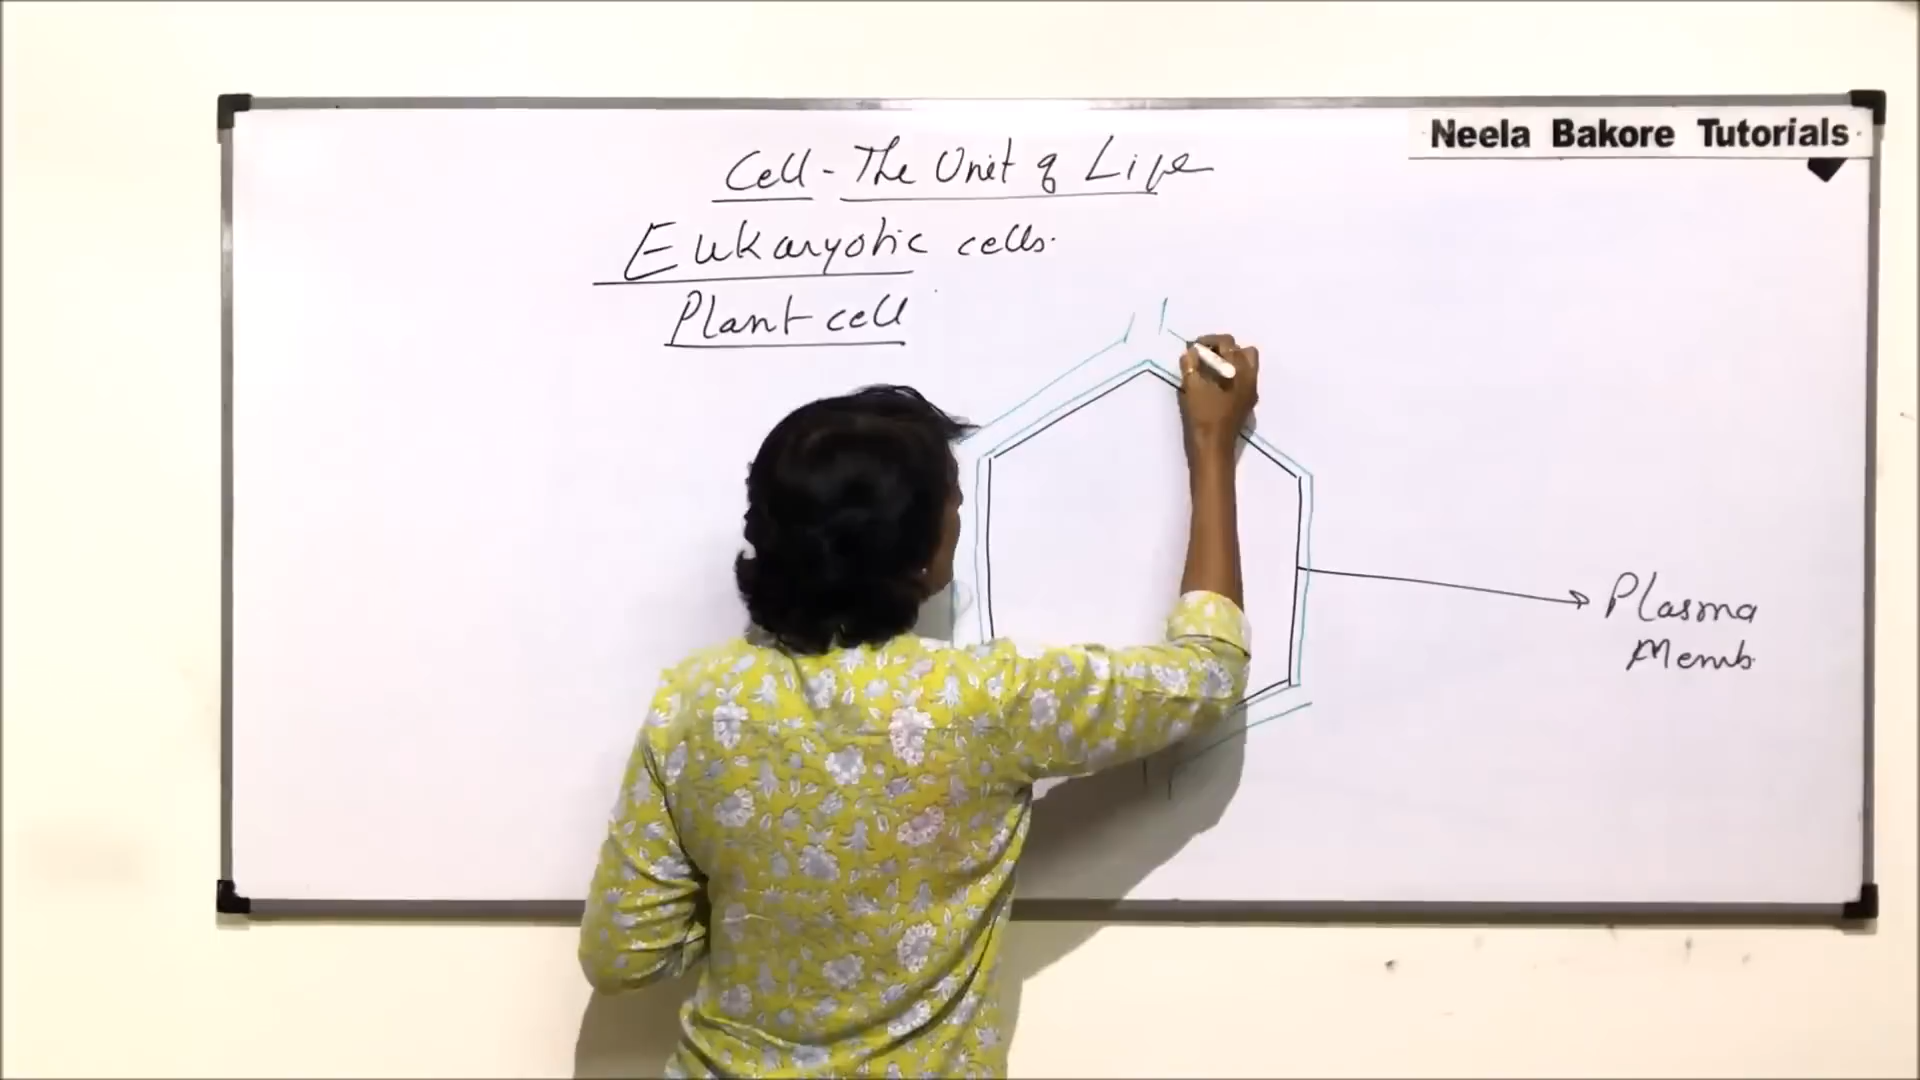 Neela Bakore Tutorials
Cell - The Unit of Life
Eukaryotic cells.
Plant cell
Plasma
Memb.